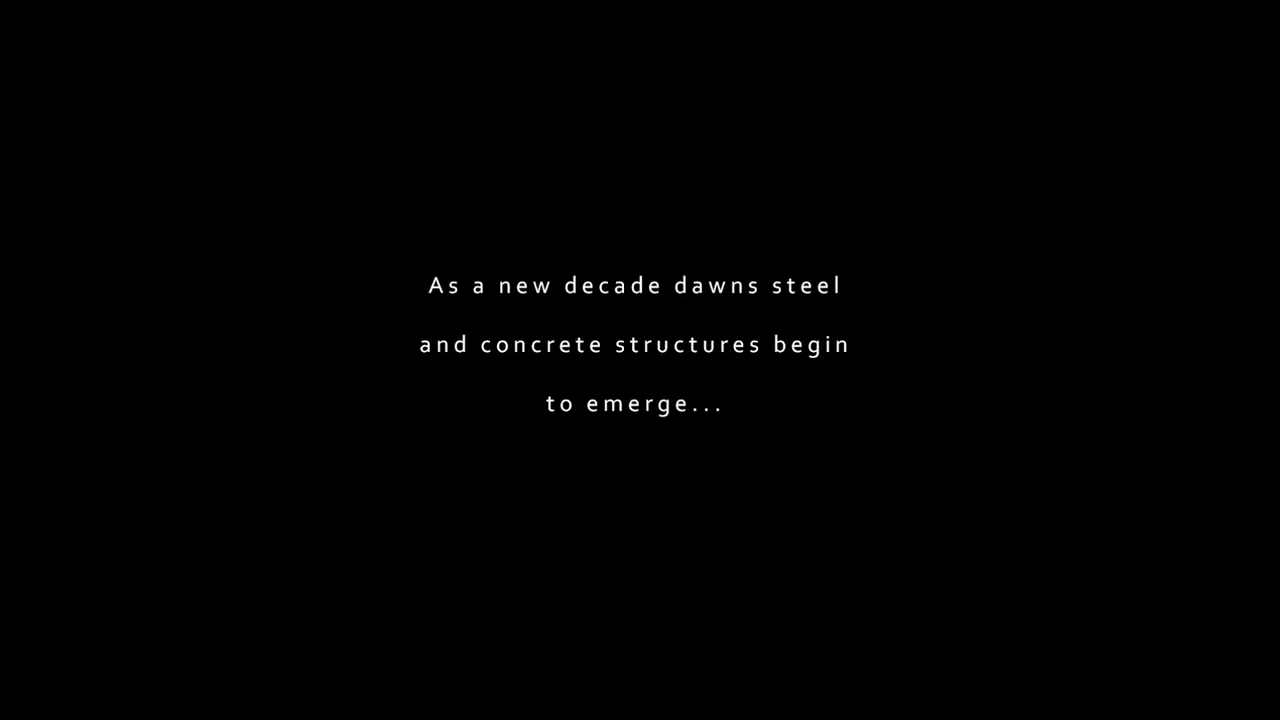 As a new decade dawns steel
and concrete structures begin
to emerge...